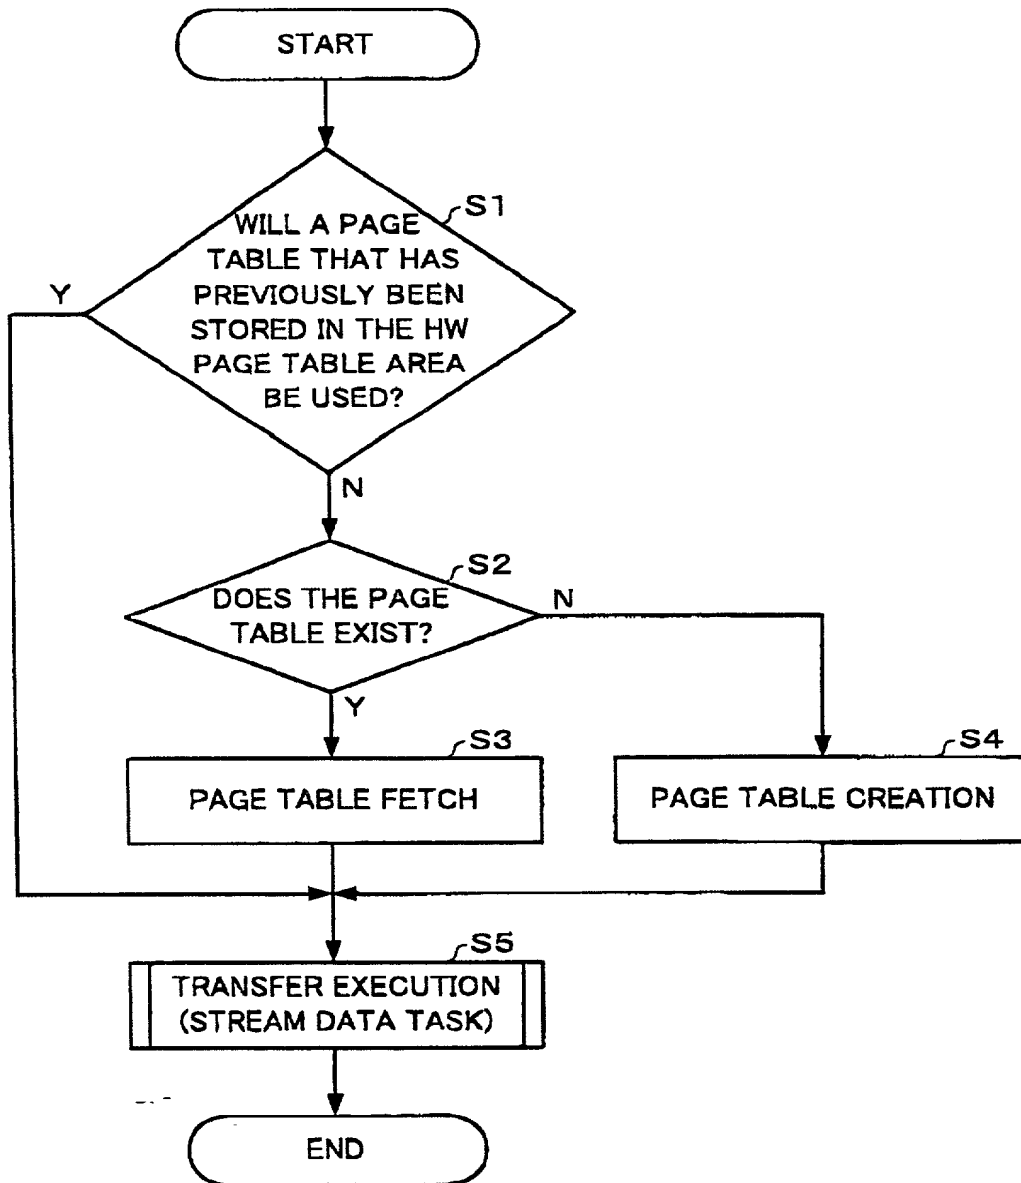 START
S1
WILL A PAGE
TABLE THAT HAS
PREVIOUSLY BEEN
STORED IN THE HW
PAGE TABLE AREA
BE USED?
Y
N
S2
DOES THE PAGE
TABLE EXIST?
N
Y
S3
PAGE TABLE FETCH
S4
PAGE TABLE CREATION
S5
TRANSFER EXECUTION
(STREAM DATA TASK)
END